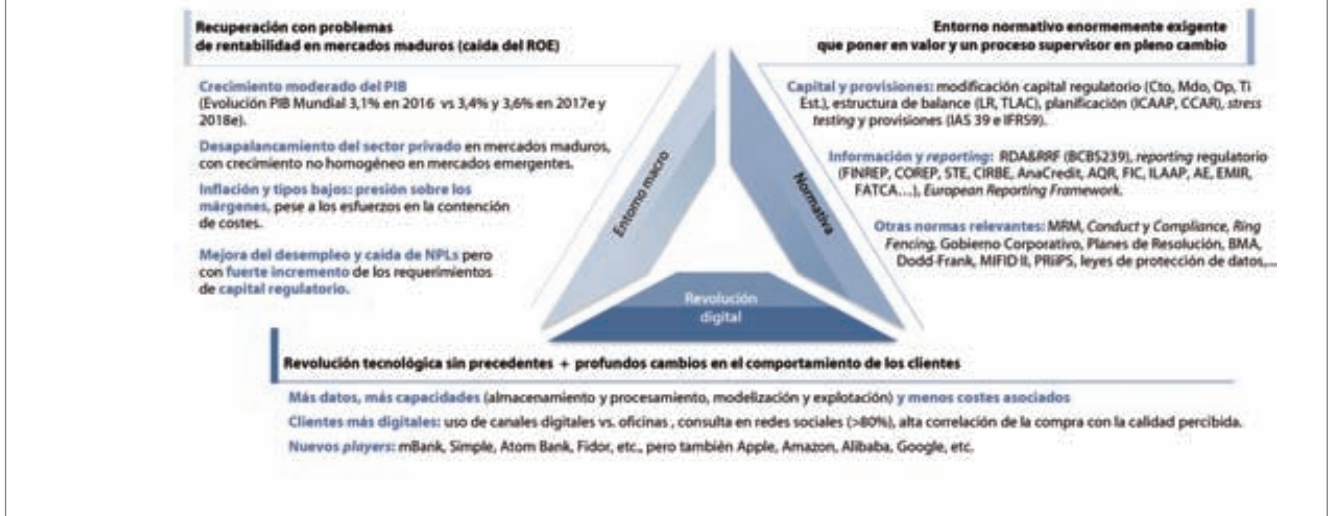 Recuperación con problemas
de rentabilidad en mercados maduros (caída del ROE)
Crecimiento moderado del PIB
(Evolución PIB Mundial 3,1% en 2016 vs 3,4% y 3,6% en 2017e y
2018e).
Desapalancamiento del sector privado en mercados maduros,
con crecimiento no homogéneo en mercados emergentes.
Inflación y tipos bajos: presión sobre los
márgenes, pese a los esfuerzos en la contención
de costes.
Mejora del desempleo y caída de NPLs pero
con fuerte incremento de los requerimientos
de capital regulatorio.
Entorno macro
Entorno normativo enormemente exigente
que poner en valor y un proceso supervisor en pleno cambio
Capital y provisiones: modificación capital regulatorio (Cto, Mdo, Op, Ti
Est.), estructura de balance (LR, TLAC), planificación (ICAAP, CCAR), stress
testing y provisiones (IAS 39 e IFRS9).
Información y reporting: RDA&RRF (BCBS239), reporting regulatorio
(FINREP, COREP, STE, CIRBE, AnaCredit, AQR, FIC, ILAAP, AE, EMIR,
FATCA…), European Reporting Framework.
Otras normas relevantes: MRM, Conduct y Compliance, Ring
Fencing, Gobierno Corporativo, Planes de Resolución, BMA,
Dodd-Frank, MIFID II, PRiiPS, leyes de protección de datos,...
Normativa
Revolución
digital
Revolución tecnológica sin precedentes + profundos cambios en el comportamiento de los clientes
Más datos, más capacidades (almacenamiento y procesamiento, modelización y explotación) y menos costes asociados
Clientes más digitales: uso de canales digitales vs. oficinas , consulta en redes sociales (>80%), alta correlación de la compra con la calidad percibida.
Nuevos players: mBank, Simple, Atom Bank, Fidor, etc., pero también Apple, Amazon, Alibaba, Google, etc.